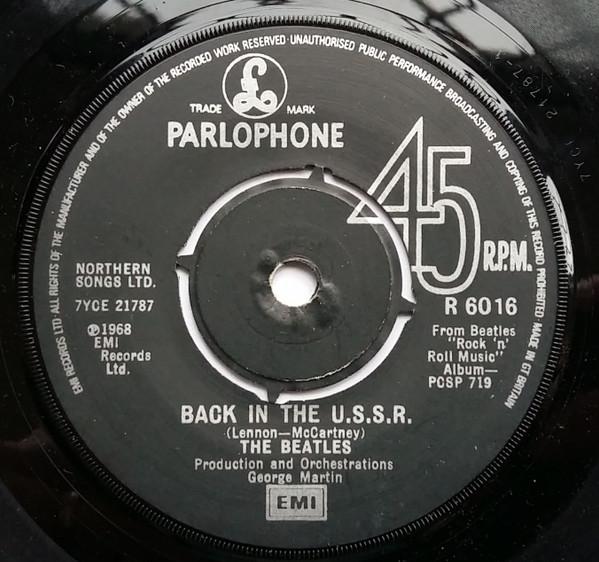 EMI RECORDS LTD·ALL RIGHTS OF THE MANUFACTURER AND OF THE OWNER OF THE RECORDED WORK RESERVED·UNAUTHORISED PUBLIC PERFORMANCE BROADCASTING AND COPYING OF THIS RECORD PROHIBITED MADE IN GT BRITAIN
£
TRADE MARK
PARLOPHONE
45
R.P.M.
NORTHERN
SONGS LTD.
7YCE 21787
℗1968
EMI
Records
Ltd.
R 6016
From Beatles
"Rock 'n'
Roll Music"
Album—
PCSP 719
BACK IN THE U.S.S.R.
(Lennon—McCartney)
THE BEATLES
Production and Orchestrations
George Martin
EMI